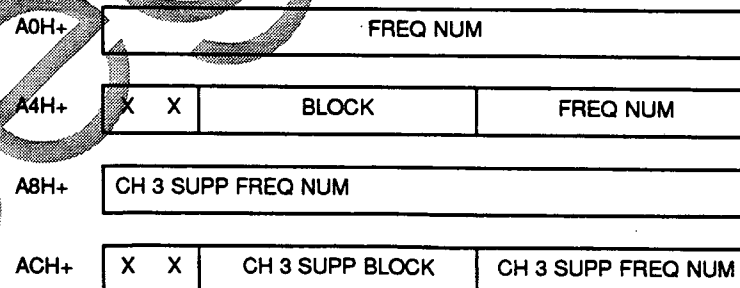 A0H+ FREQ NUM
A4H+ X X BLOCK FREQ NUM
A8H+ CH 3 SUPP FREQ NUM
ACH+ X X CH 3 SUPP BLOCK CH 3 SUPP FREQ NUM